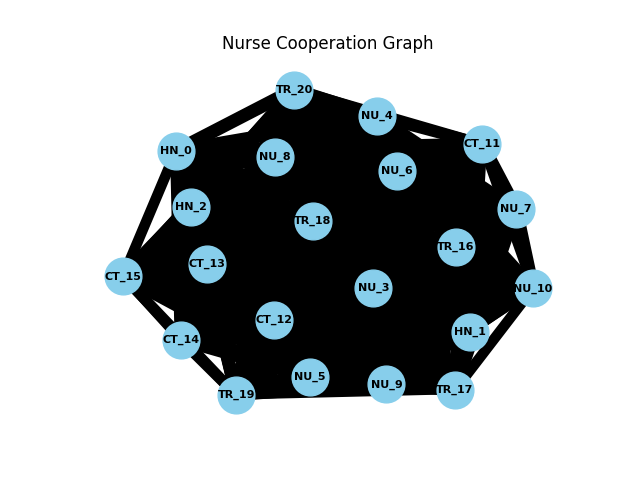 Nurse Cooperation Graph
TR_20
NU_4
CT_11
HN_0
NU_8
NU_6
HN_2
NU_7
TR_18
TR_16
CT_13
CT_15
NU_3
NU_10
CT_12
HN_1
CT_14
NU_5
NU_9
TR_17
TR_19